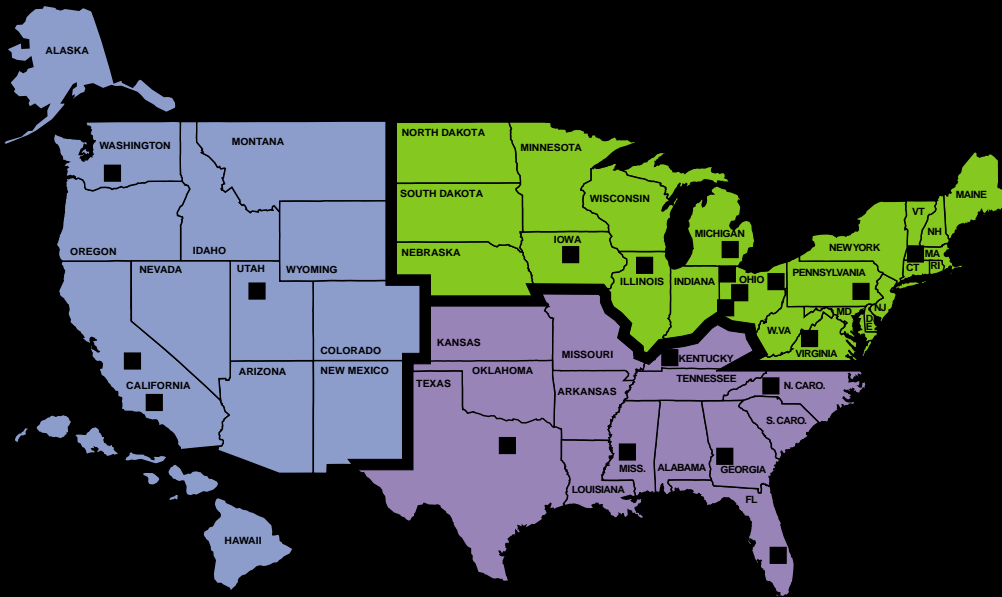 ALASKA
WASHINGTON
MONTANA
NORTH DAKOTA
MINNESOTA
SOUTH DAKOTA
WISCONSIN
MICHIGAN
MAINE
VT
NH
NEWYORK
MA
CT
RI
OREGON
IDAHO
WYOMING
NEBRASKA
IOWA
ILLINOIS
INDIANA
OHIO
PENNSYLVANIA
NJ
MD
D
E
W.VA
VIRGINIA
NEVADA
UTAH
COLORADO
KANSAS
MISSOURI
KENTUCKY
CALIFORNIA
ARIZONA
NEW MEXICO
TEXAS
OKLAHOMA
ARKANSAS
TENNESSEE
N. CARO.
S. CARO.
MISS.
ALABAMA
GEORGIA
LOUISIANA
FL
HAWAII